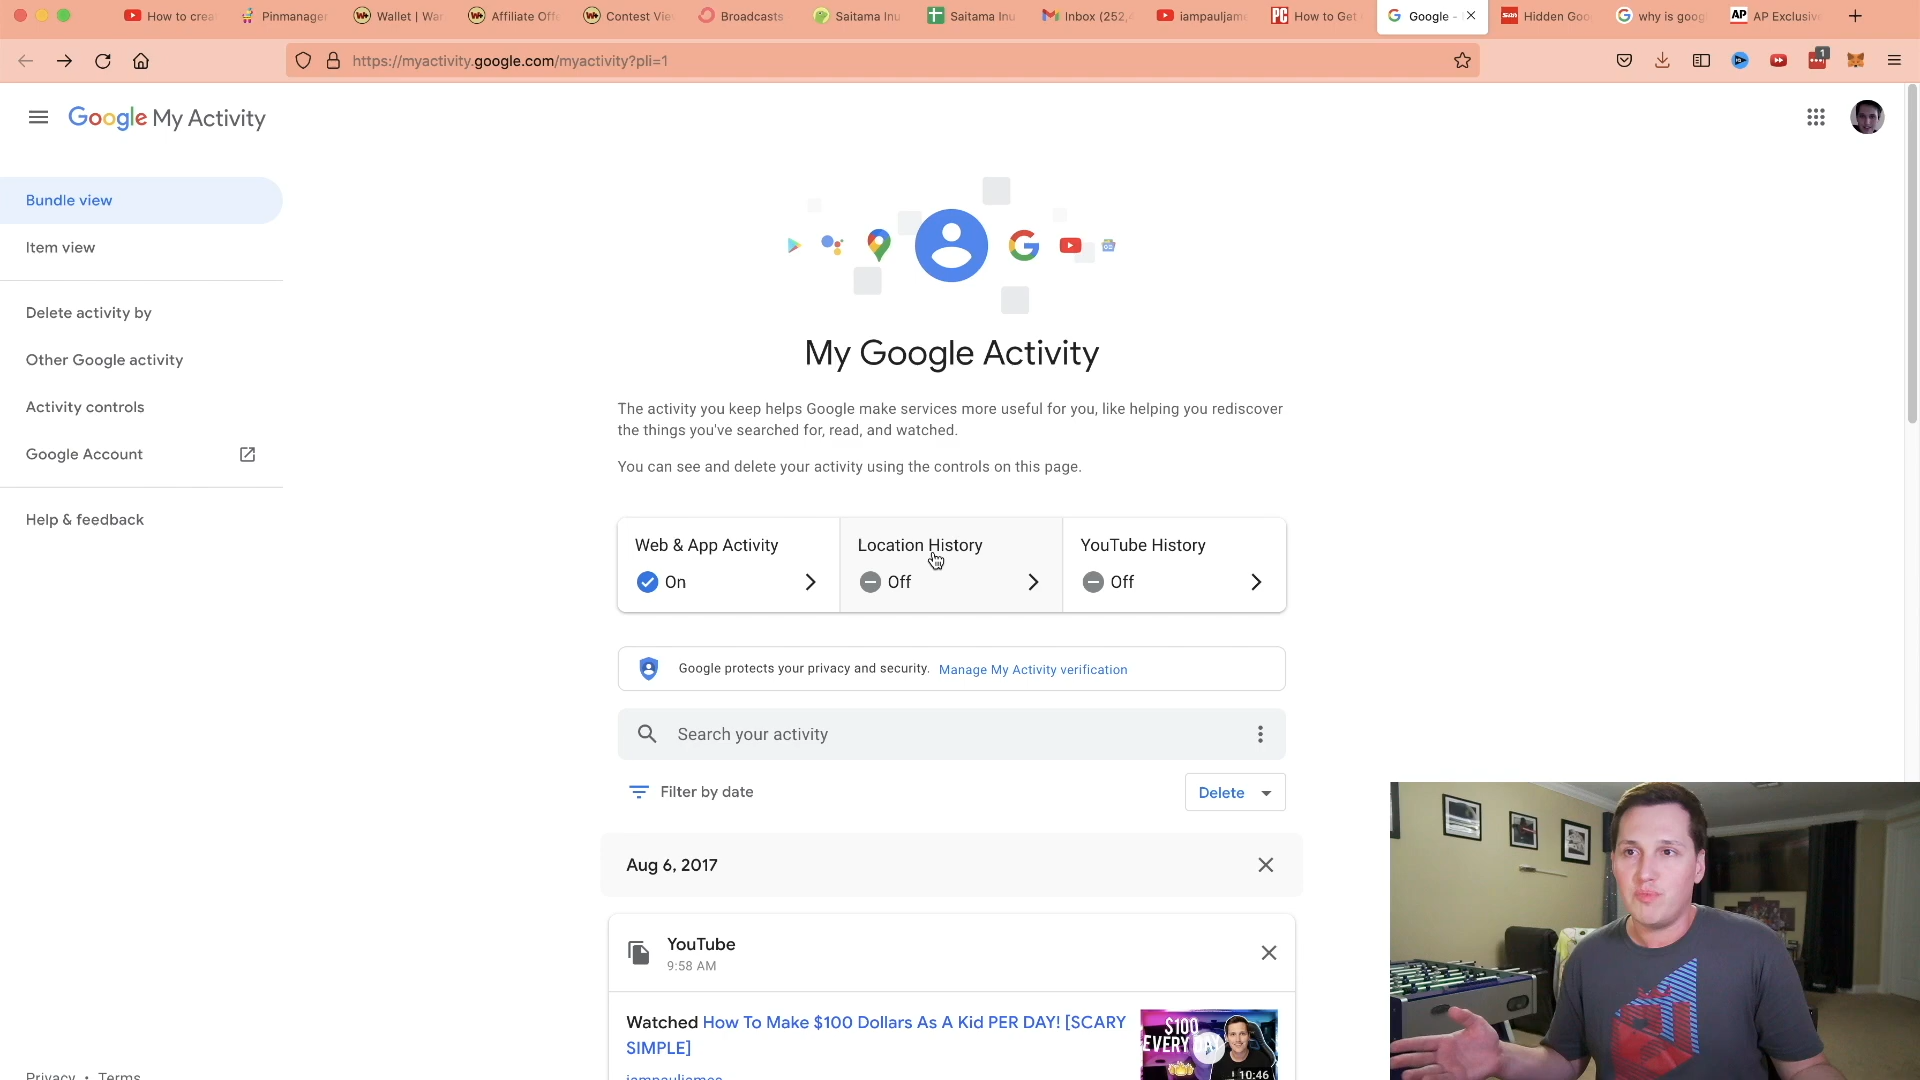 How to crea
Pinmanager
Wallet | Wa
Affiliate Off
Contest Vie
Broadcasts
Saitama Inu
Saitama Inu
Inbox (252,
iampauljam
PC How to Get
Google -
Hidden Goo
why is goog
AP AP Exclusiv
https://myactivity.google.com/myactivity?pli=1
1
Google My Activity
Bundle view
Item view
Delete activity by
Other Google activity
Activity controls
Google Account
Help & feedback
Privacy • Terms
My Google Activity
The activity you keep helps Google make services more useful for you, like helping you rediscover
the things you've searched for, read, and watched.
You can see and delete your activity using the controls on this page.
Web & App Activity
On
Location History
Off
YouTube History
Off
Google protects your privacy and security. Manage My Activity verification
Search your activity
Filter by date
Delete
Aug 6, 2017
YouTube
9:58 AM
Watched How To Make $100 Dollars As A Kid PER DAY! [SCARY
SIMPLE]
iampauljames
$100
EVERY DAY
10:46